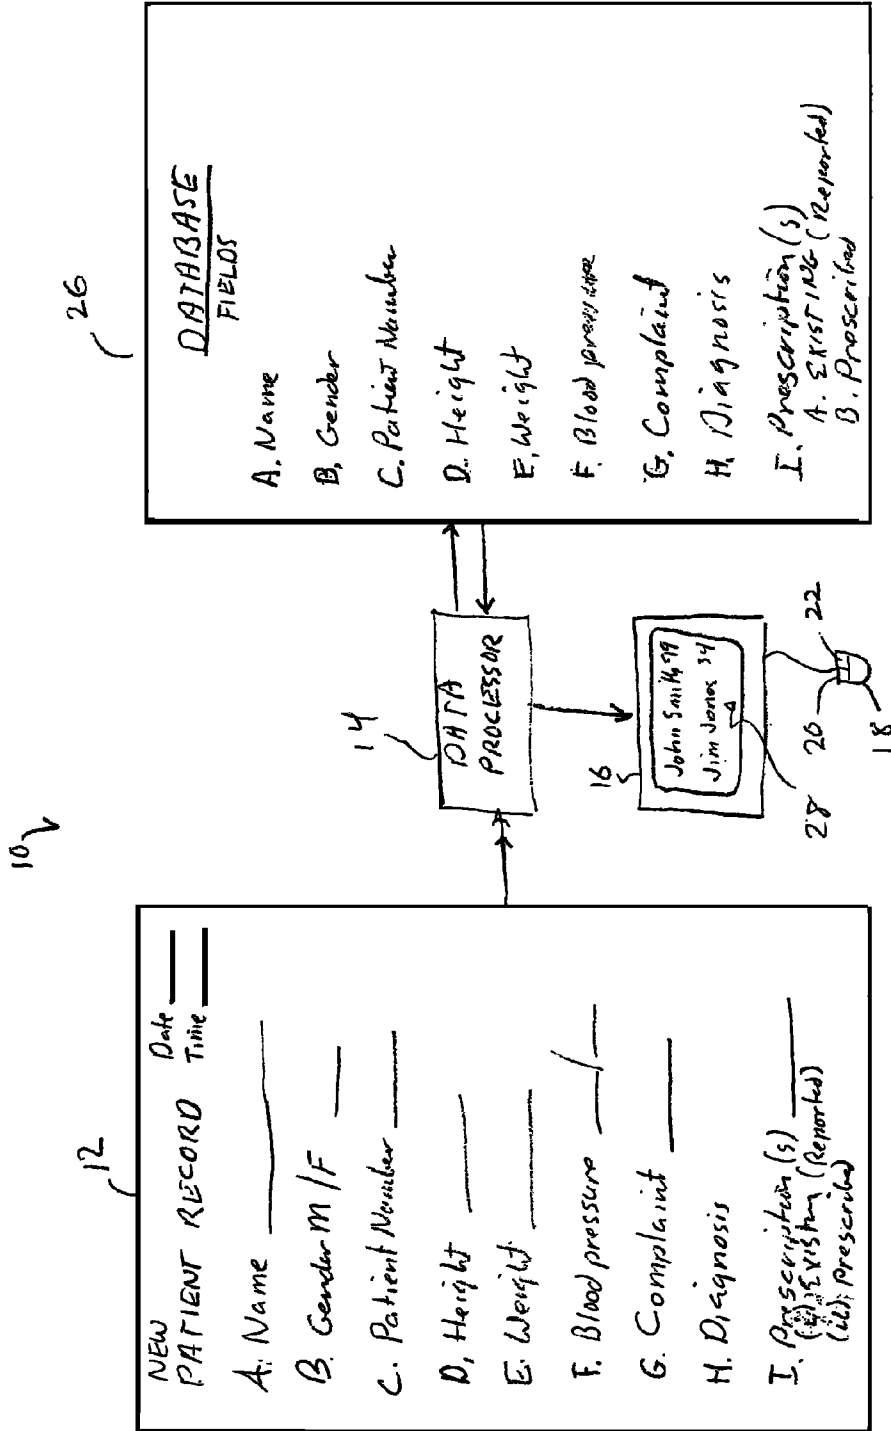 10
12
NEW
PATIENT RECORD
Date
Time
A. Name
B. Gender M/F
C. Patient Number
D. Height
E. Weight
F. Blood pressure /
G. Complaint
H. Diagnosis
I. Prescription(s)
Existing (Reported)
Prescribed
14
DATA
PROCESSOR
16
John Smith 79
Jim Jones 34
28
20
22
18
26
DATABASE
FIELDS
A. Name
B. Gender
C. Patient Number
D. Height
E. Weight
F. Blood pressure
G. Complaint
H. Diagnosis
I. Prescription(s)
A. EXISTING (Reported)
B. Prescribed